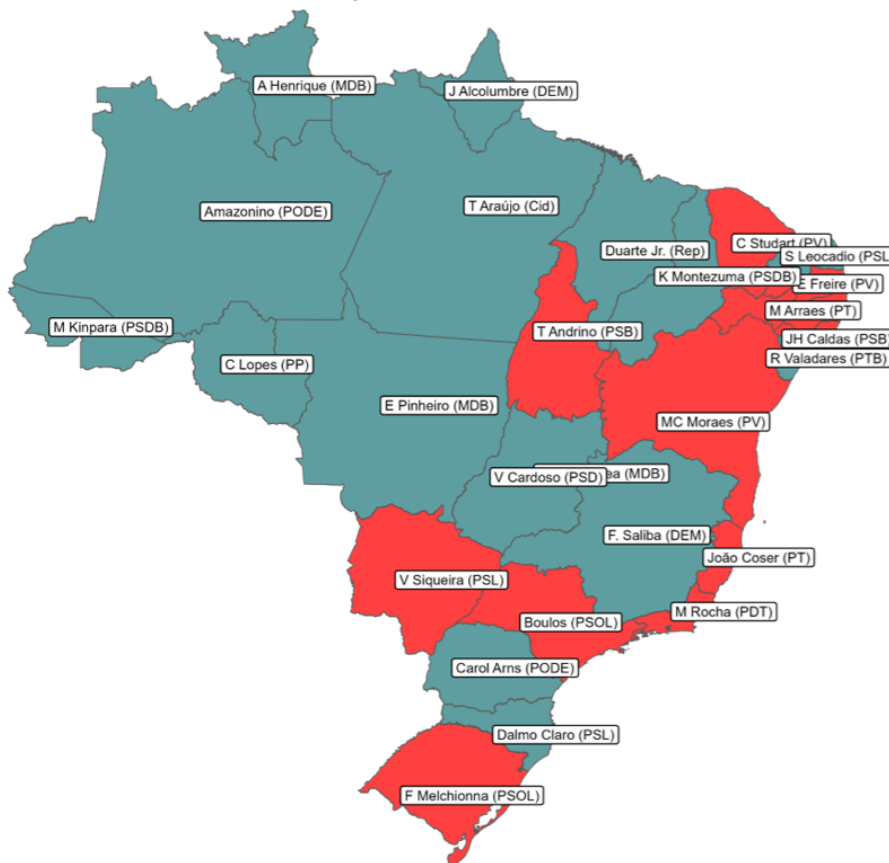 A Henrique (MDB)
J Alcolumbre (DEM)
Amazonino (PODE)
T Araújo (Cid)
Duarte Jr. (Rep)
C Studart (PV)
S Leocadio (PSL
K Montezuma (PSDB)
E Freire (PV)
M Arraes (PT)
M Kinpara (PSDB)
T Andrino (PSB)
JH Caldas (PSB)
R Valadares (PTB)
C Lopes (PP)
E Pinheiro (MDB)
MC Moraes (PV)
V Cardoso (PSD)
ea (MDB)
F. Saliba (DEM)
João Coser (PT)
V Siqueira (PSL)
M Rocha (PDT)
Boulos (PSOL)
Carol Arns (PODE)
Dalmo Claro (PSL)
F Melchionna (PSOL)